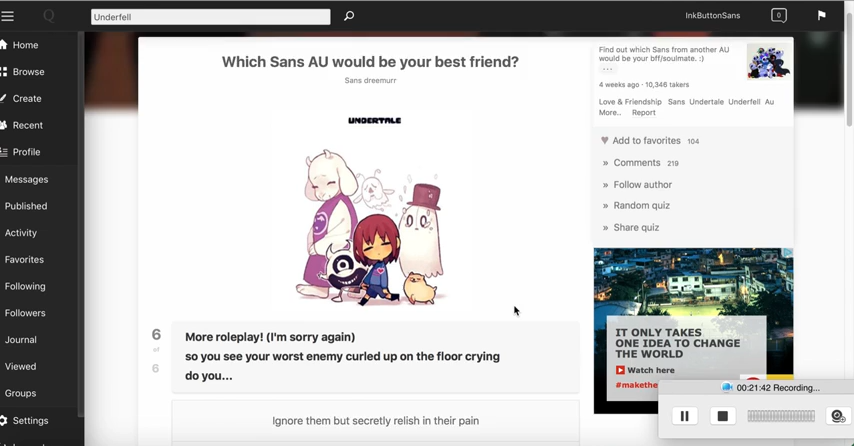 Underfell
InkButtonSans
0
Home
Browse
Create
Recent
Profile
Messages
Published
Activity
Favorites
Following
Followers
Journal
Viewed
Groups
Settings
Which Sans AU would be your best friend?
Sans dreemurr
UNDERTALE
6
of
6
More roleplay! (I'm sorry again)
so you see your worst enemy curled up on the floor crying
do you...
Ignore them but secretly relish in their pain
Find out which Sans from another AU
would be your bff/soulmate. :)
...
4 weeks ago · 10,346 takers
Love & Friendship Sans Undertale Underfell Au
More.. Report
Add to favorites 104
» Comments 219
» Follow author
» Random quiz
» Share quiz
IT ONLY TAKES
ONE IDEA TO CHANGE
THE WORLD
Watch here
#makethe
00:21:42 Recording...